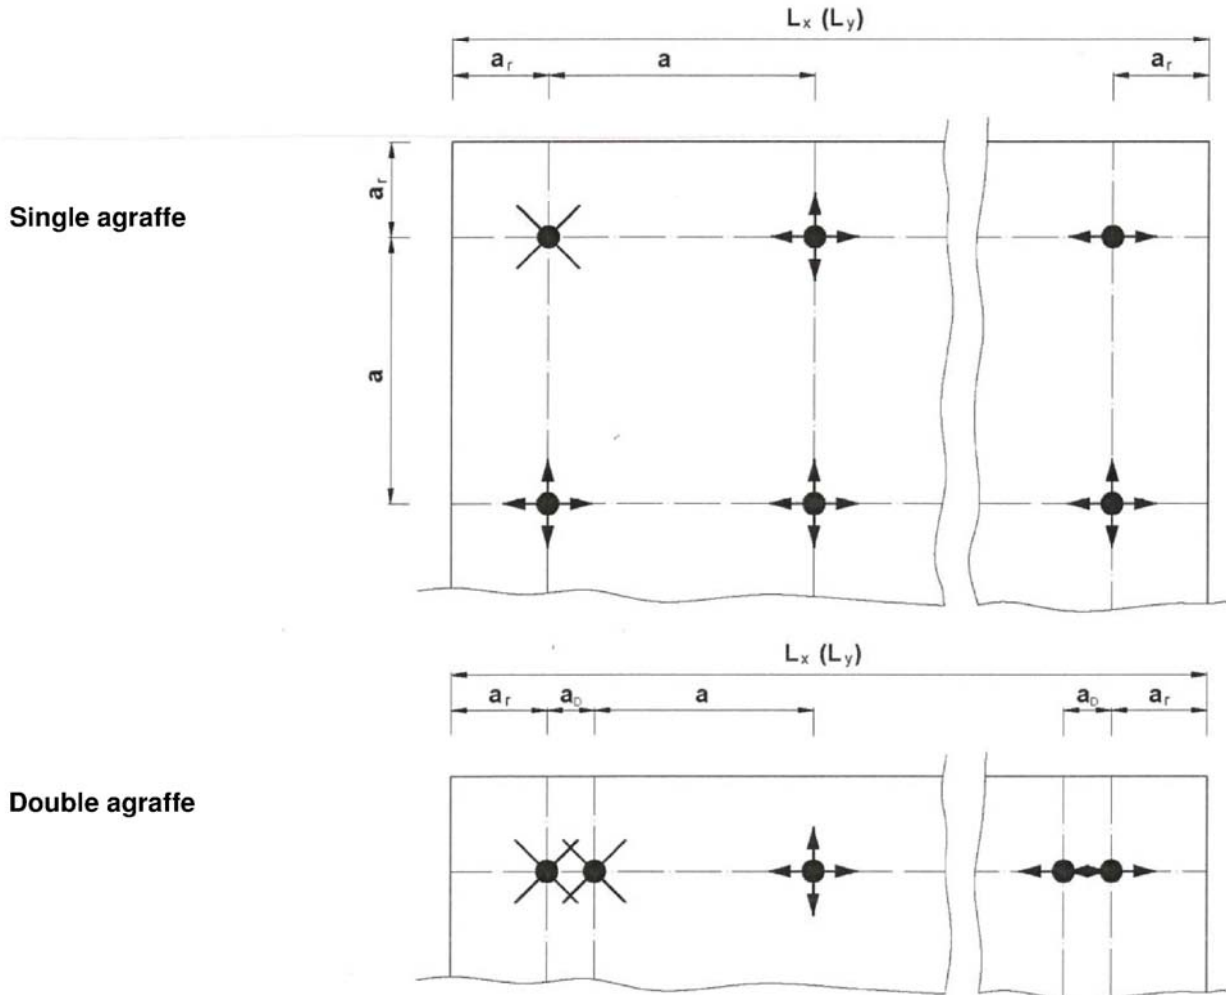 Lx (Ly)
ar a ar
ar
Single agraffe
a
Lx (Ly)
ar aD a aD ar
Double agraffe